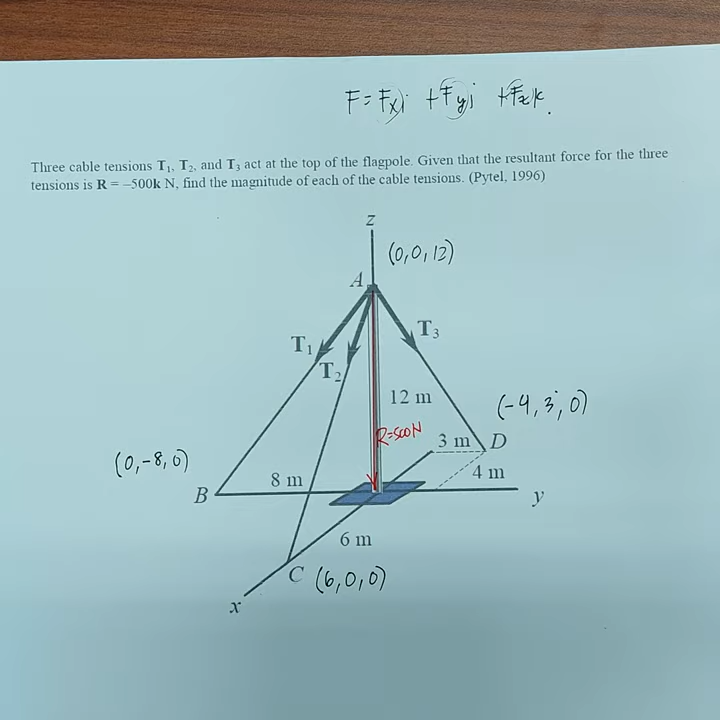 F = Fxi + Fyj + Fzk.
Three cable tensions T₁, T₂, and T₃ act at the top of the flagpole. Given that the resultant force for the three
tensions is R = –500k N, find the magnitude of each of the cable tensions. (Pytel, 1996)
z
(0,0,12)
A
T₁
T₃
T₂
12 m
(-4,3,0)
R=500N
3 m
D
(0,-8,0)
8 m
4 m
B
y
6 m
C
(6,0,0)
x